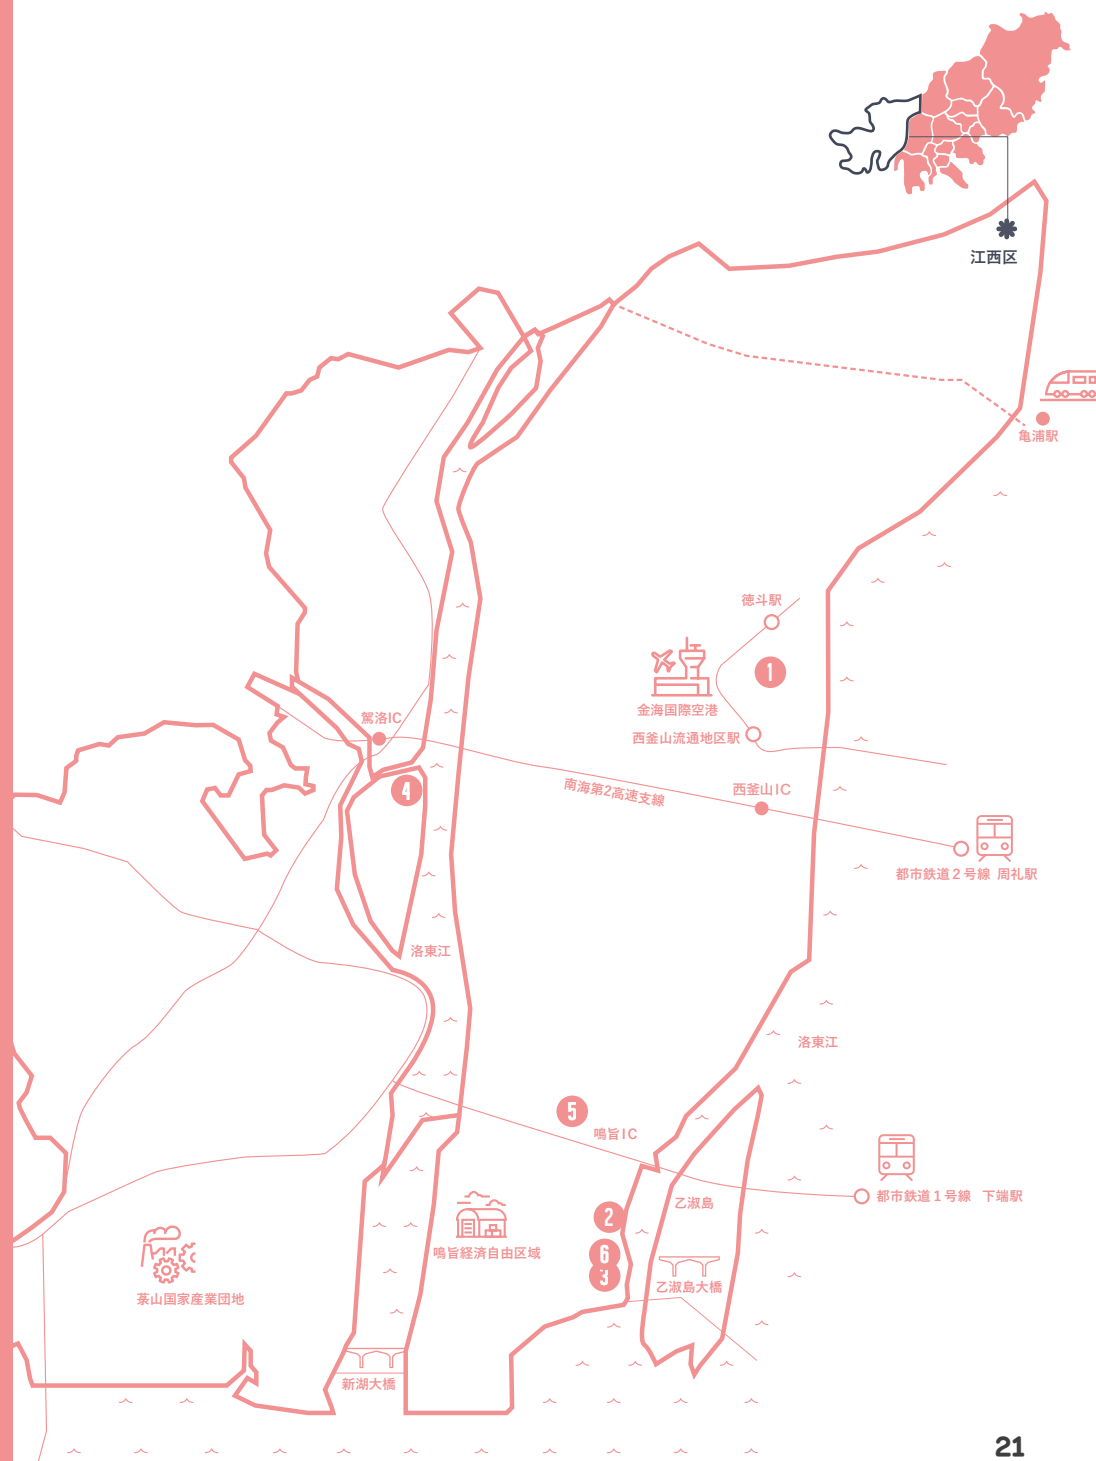 江西区
亀浦駅
徳斗駅
1
金海国際空港
西釜山流通地区駅
駕洛IC
4
南海第2高速支線
西釜山IC
都市鉄道2号線 周礼駅
洛東江
洛東江
5
鳴旨IC
都市鉄道1号線 下端駅
乙淑島
2
鳴旨経済自由区域
6
3
乙淑島大橋
菉山国家産業団地
新湖大橋
21